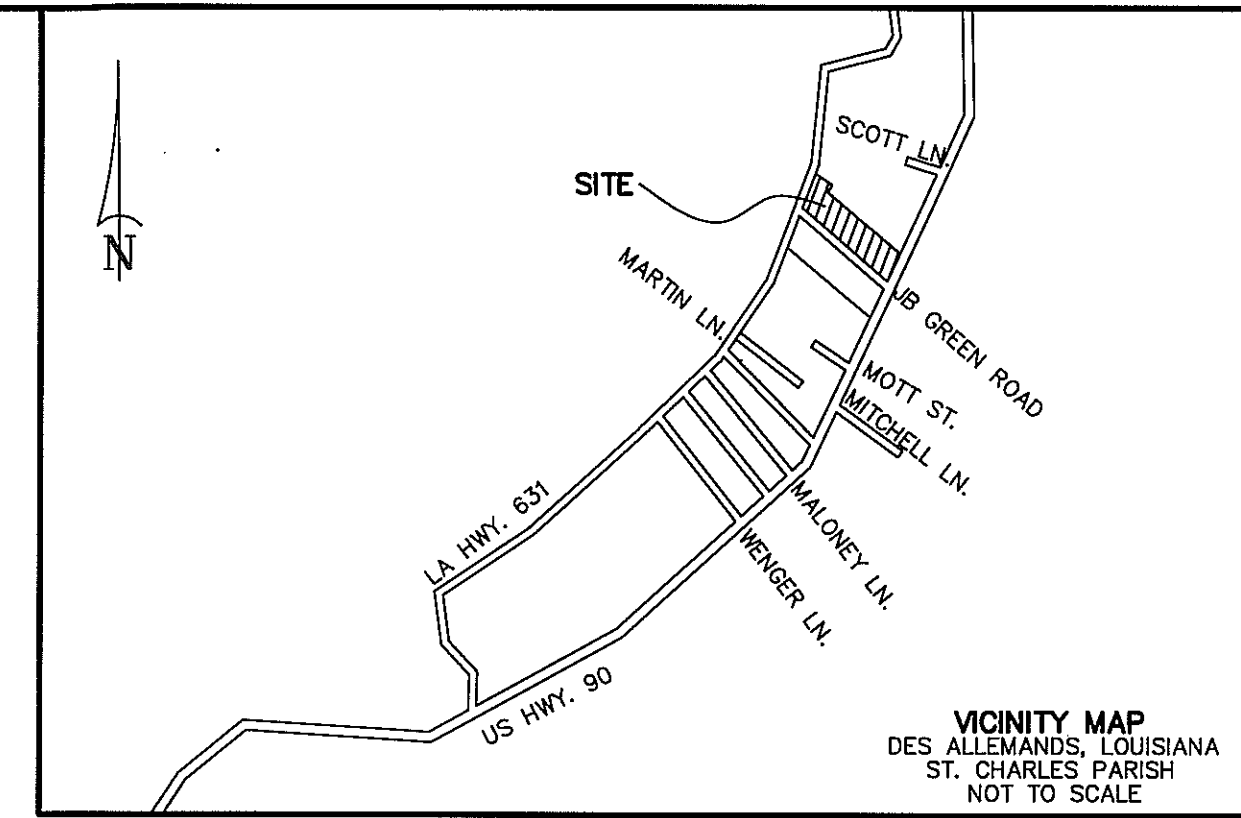 SCOTT LN.
SITE
N
MARTIN LN.
JB GREEN ROAD
MOTT ST.
MITCHELL LN.
LA HWY. 631
MALONEY LN.
WENGER LN.
US HWY. 90
VICINITY MAP
DES ALLEMANDS, LOUISIANA
ST. CHARLES PARISH
NOT TO SCALE